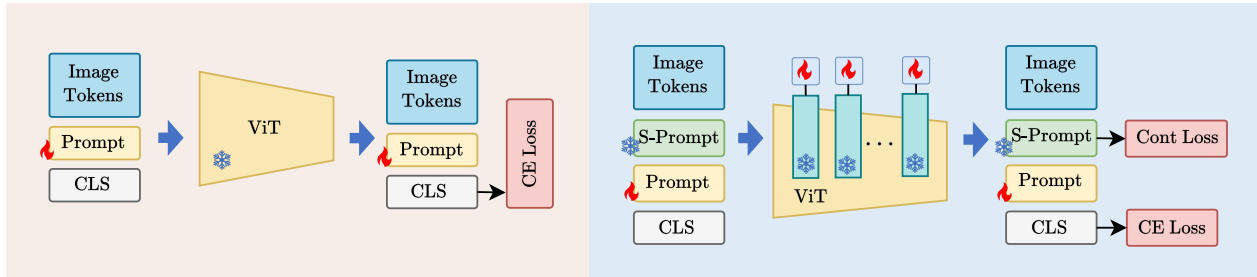 Image
Tokens
Prompt
CLS
ViT
Image
Tokens
Prompt
CLS
CE Loss
Image
Tokens
S-Prompt
Prompt
CLS
...
ViT
Image
Tokens
S-Prompt
Cont Loss
Prompt
CLS
CE Loss